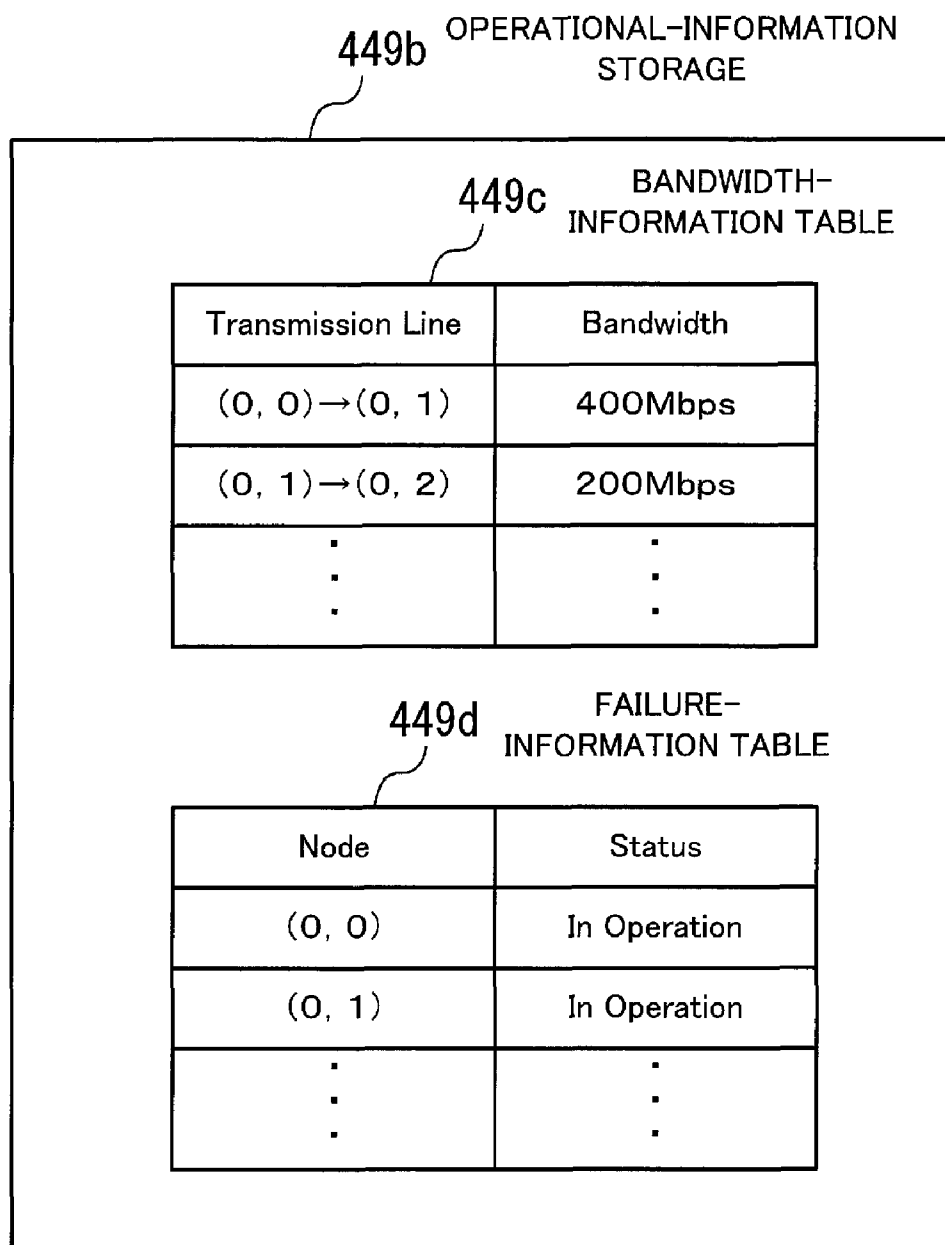 449b OPERATIONAL-INFORMATION
STORAGE
449c BANDWIDTH-
INFORMATION TABLE
Transmission Line Bandwidth
(0, 0)→(0, 1) 400Mbps
(0, 1)→(0, 2) 200Mbps
449d FAILURE-
INFORMATION TABLE
Node Status
(0, 0) In Operation
(0, 1) In Operation